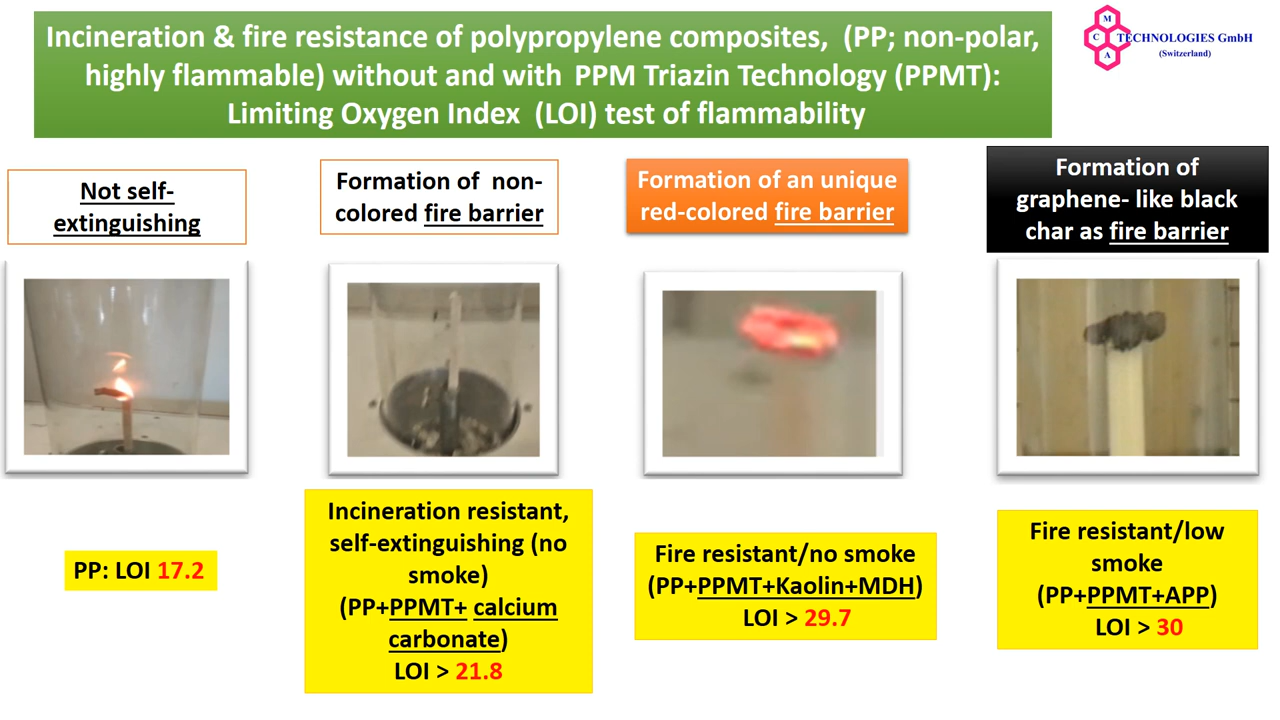 Incineration & fire resistance of polypropylene composites,  (PP; non-polar,
highly flammable) without and with  PPM Triazin Technology (PPMT):
Limiting Oxygen Index  (LOI) test of flammability
M
C TECHNOLOGIES GmbH
A (Switzerland)
Not self-
extinguishing
Formation of  non-
colored fire barrier
Formation of an unique
red-colored fire barrier
Formation of
graphene- like black
char as fire barrier
PP: LOI 17.2
Incineration resistant,
self-extinguishing (no
smoke)
(PP+PPMT+ calcium
carbonate)
LOI > 21.8
Fire resistant/no smoke
(PP+PPMT+Kaolin+MDH)
LOI > 29.7
Fire resistant/low
smoke
(PP+PPMT+APP)
LOI > 30